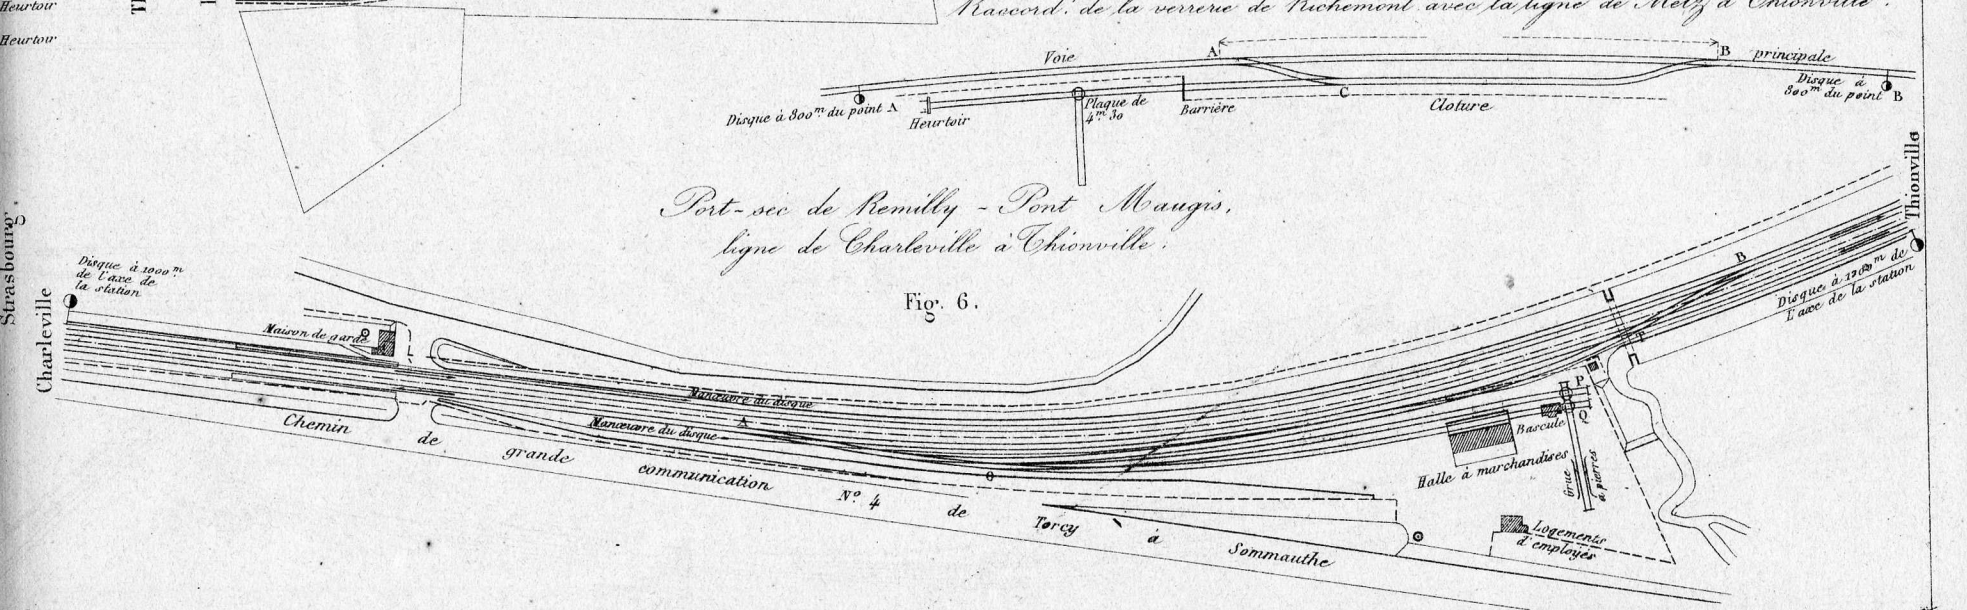 Heurtoir
Heurtoir
Raccord.t de la verrerie de Richemont avec la ligne de Metz à Thionville.
Voie
A
B
principale
Disque à 800m du point A
Heurtoir
Plaque de
4m 30
Barrière
C
Cloture
Disque à
800m du point B
Port-sec de Remilly - Pont Maugis,
ligne de Charleville à Thionville.
Fig. 6.
Strasbourg
Charleville
Thionville
Disque à 1000m
de l'axe de
la station
Maison de garde
Manœuvre du disque
Manœuvre du disque
A
B
T
P
Q
O
Disque à 1200m de
L'axe de la station
Bascule
Halle à marchandises
Grue
à pierres
Logements
d'employés
Chemin de grande communication No. 4 de Torcy à Sommauthe